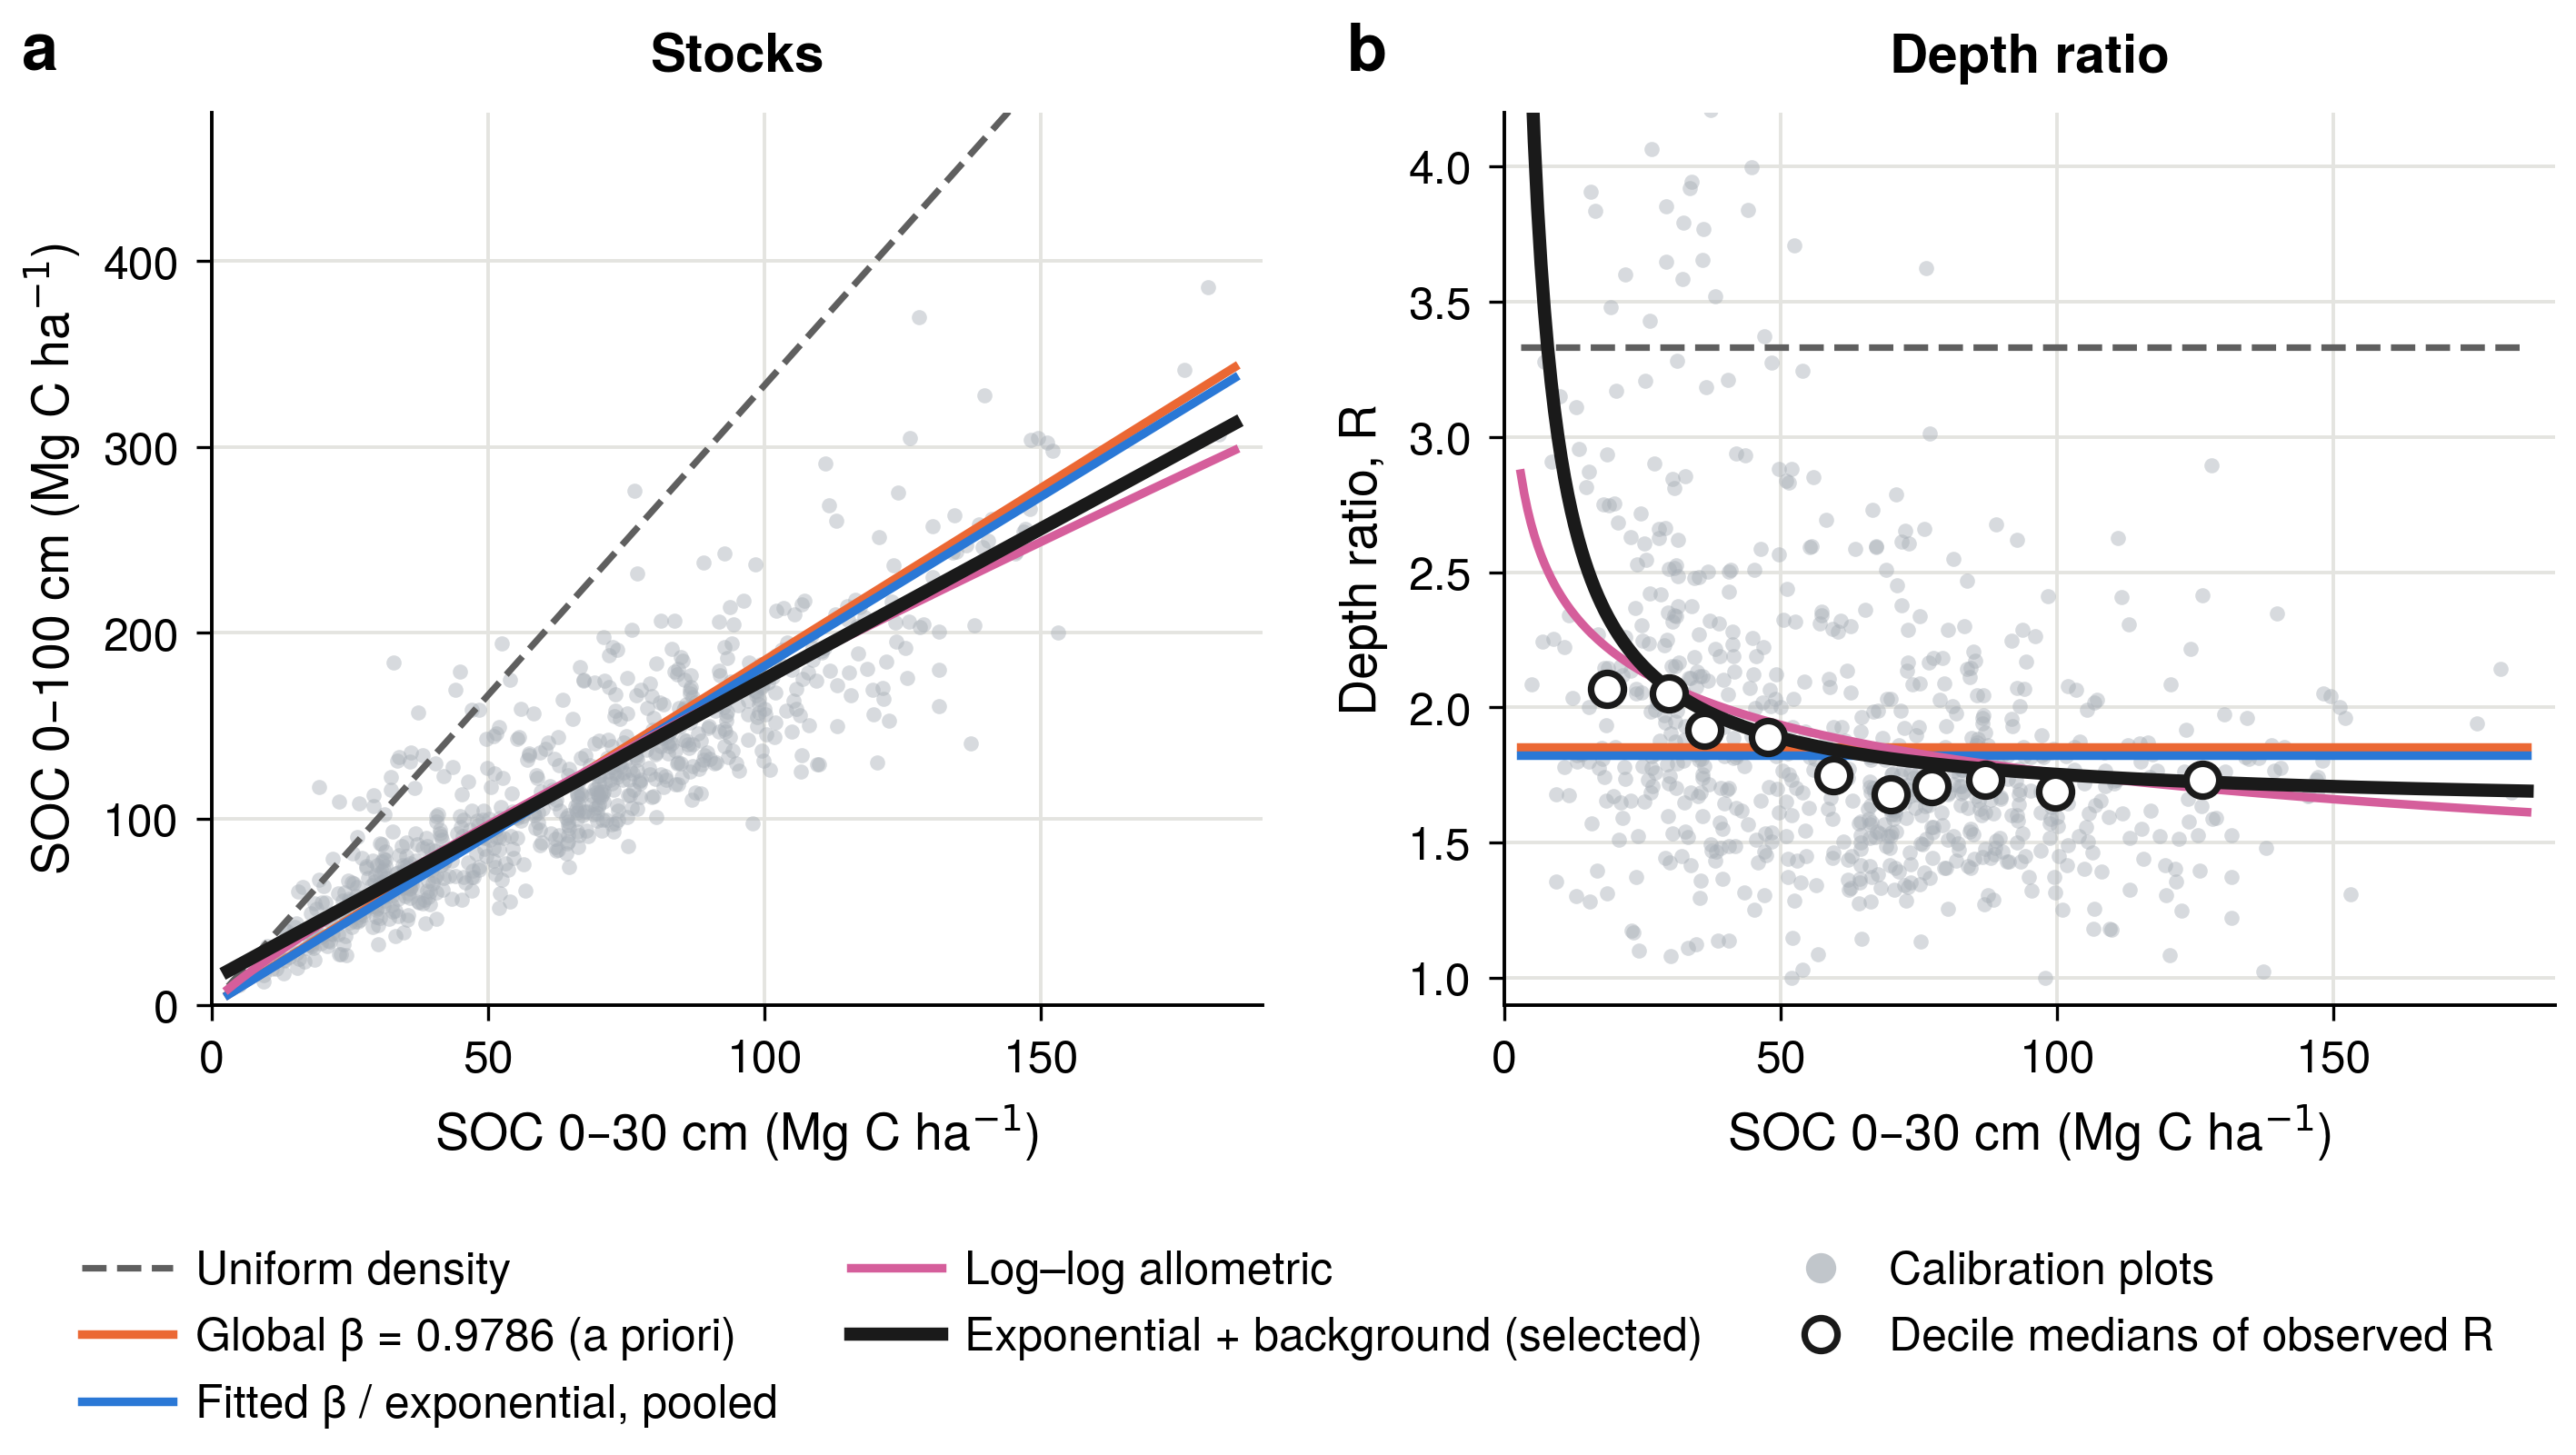 a
Stocks
SOC 0–100 cm (Mg C ha⁻¹)
400
300
200
100
0
0 50 100 150
SOC 0–30 cm (Mg C ha⁻¹)
b
Depth ratio
Depth ratio, R
4.0
3.5
3.0
2.5
2.0
1.5
1.0
0 50 100 150
SOC 0–30 cm (Mg C ha⁻¹)
Uniform density
Global β = 0.9786 (a priori)
Fitted β / exponential, pooled
Log–log allometric
Exponential + background (selected)
Calibration plots
Decile medians of observed R